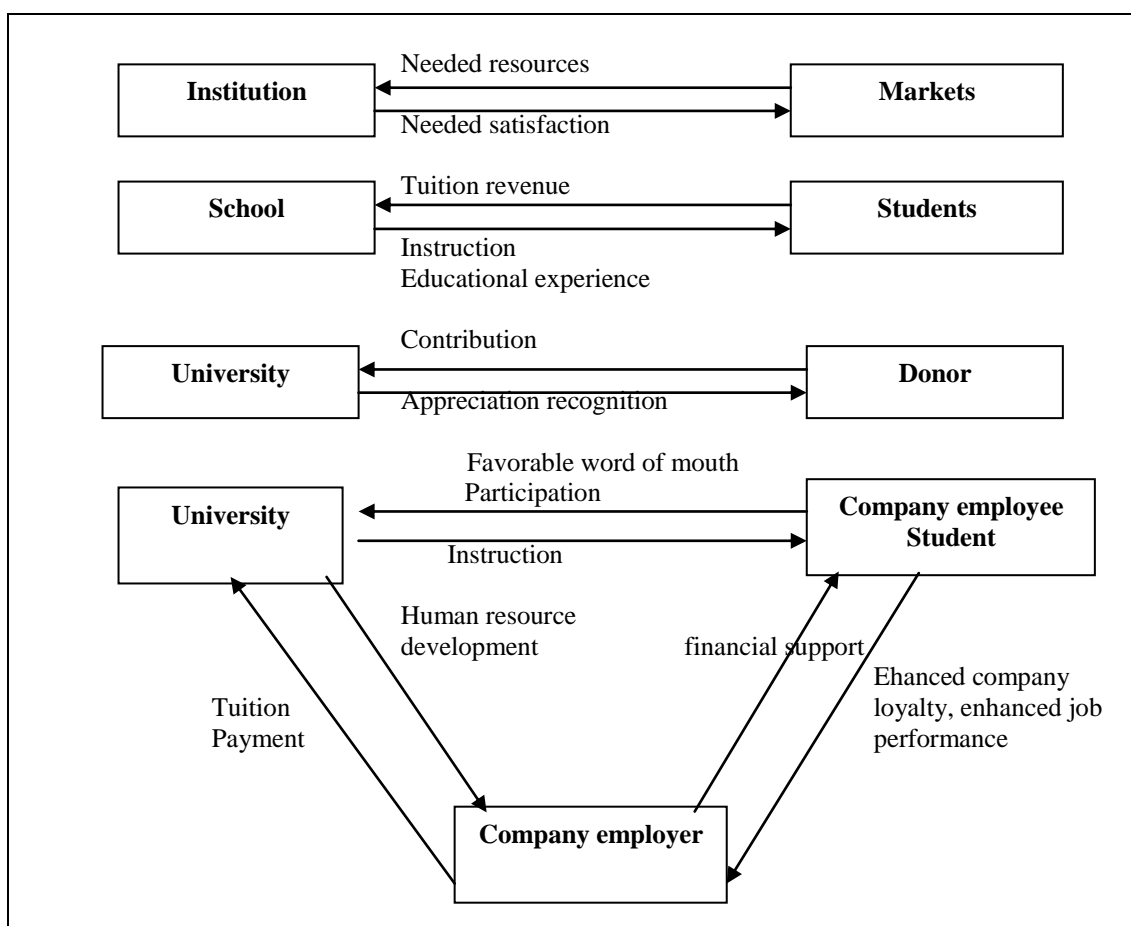 Needed resources
Institution
Markets
Needed satisfaction
Tuition revenue
School
Students
Instruction
Educational experience
Contribution
University
Donor
Appreciation recognition
Favorable word of mouth
Participation
University
Company employee
Student
Instruction
Human resource
development
financial support
Ehanced company
loyalty, enhanced job
performance
Tuition
Payment
Company employer